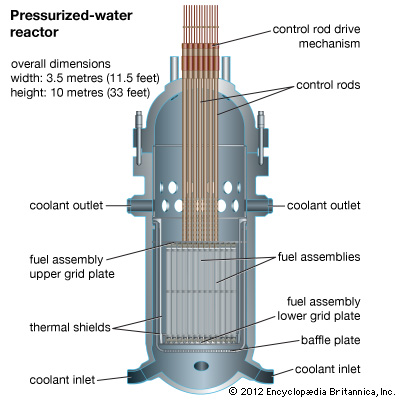 Pressurized-water
reactor
overall dimensions
width: 3.5 metres (11.5 feet)
height: 10 metres (33 feet)
control rod drive
mechanism
control rods
coolant outlet
coolant outlet
fuel assembly
upper grid plate
fuel assemblies
fuel assembly
lower grid plate
thermal shields
baffle plate
coolant inlet
coolant inlet
© 2012 Encyclopædia Britannica, Inc.